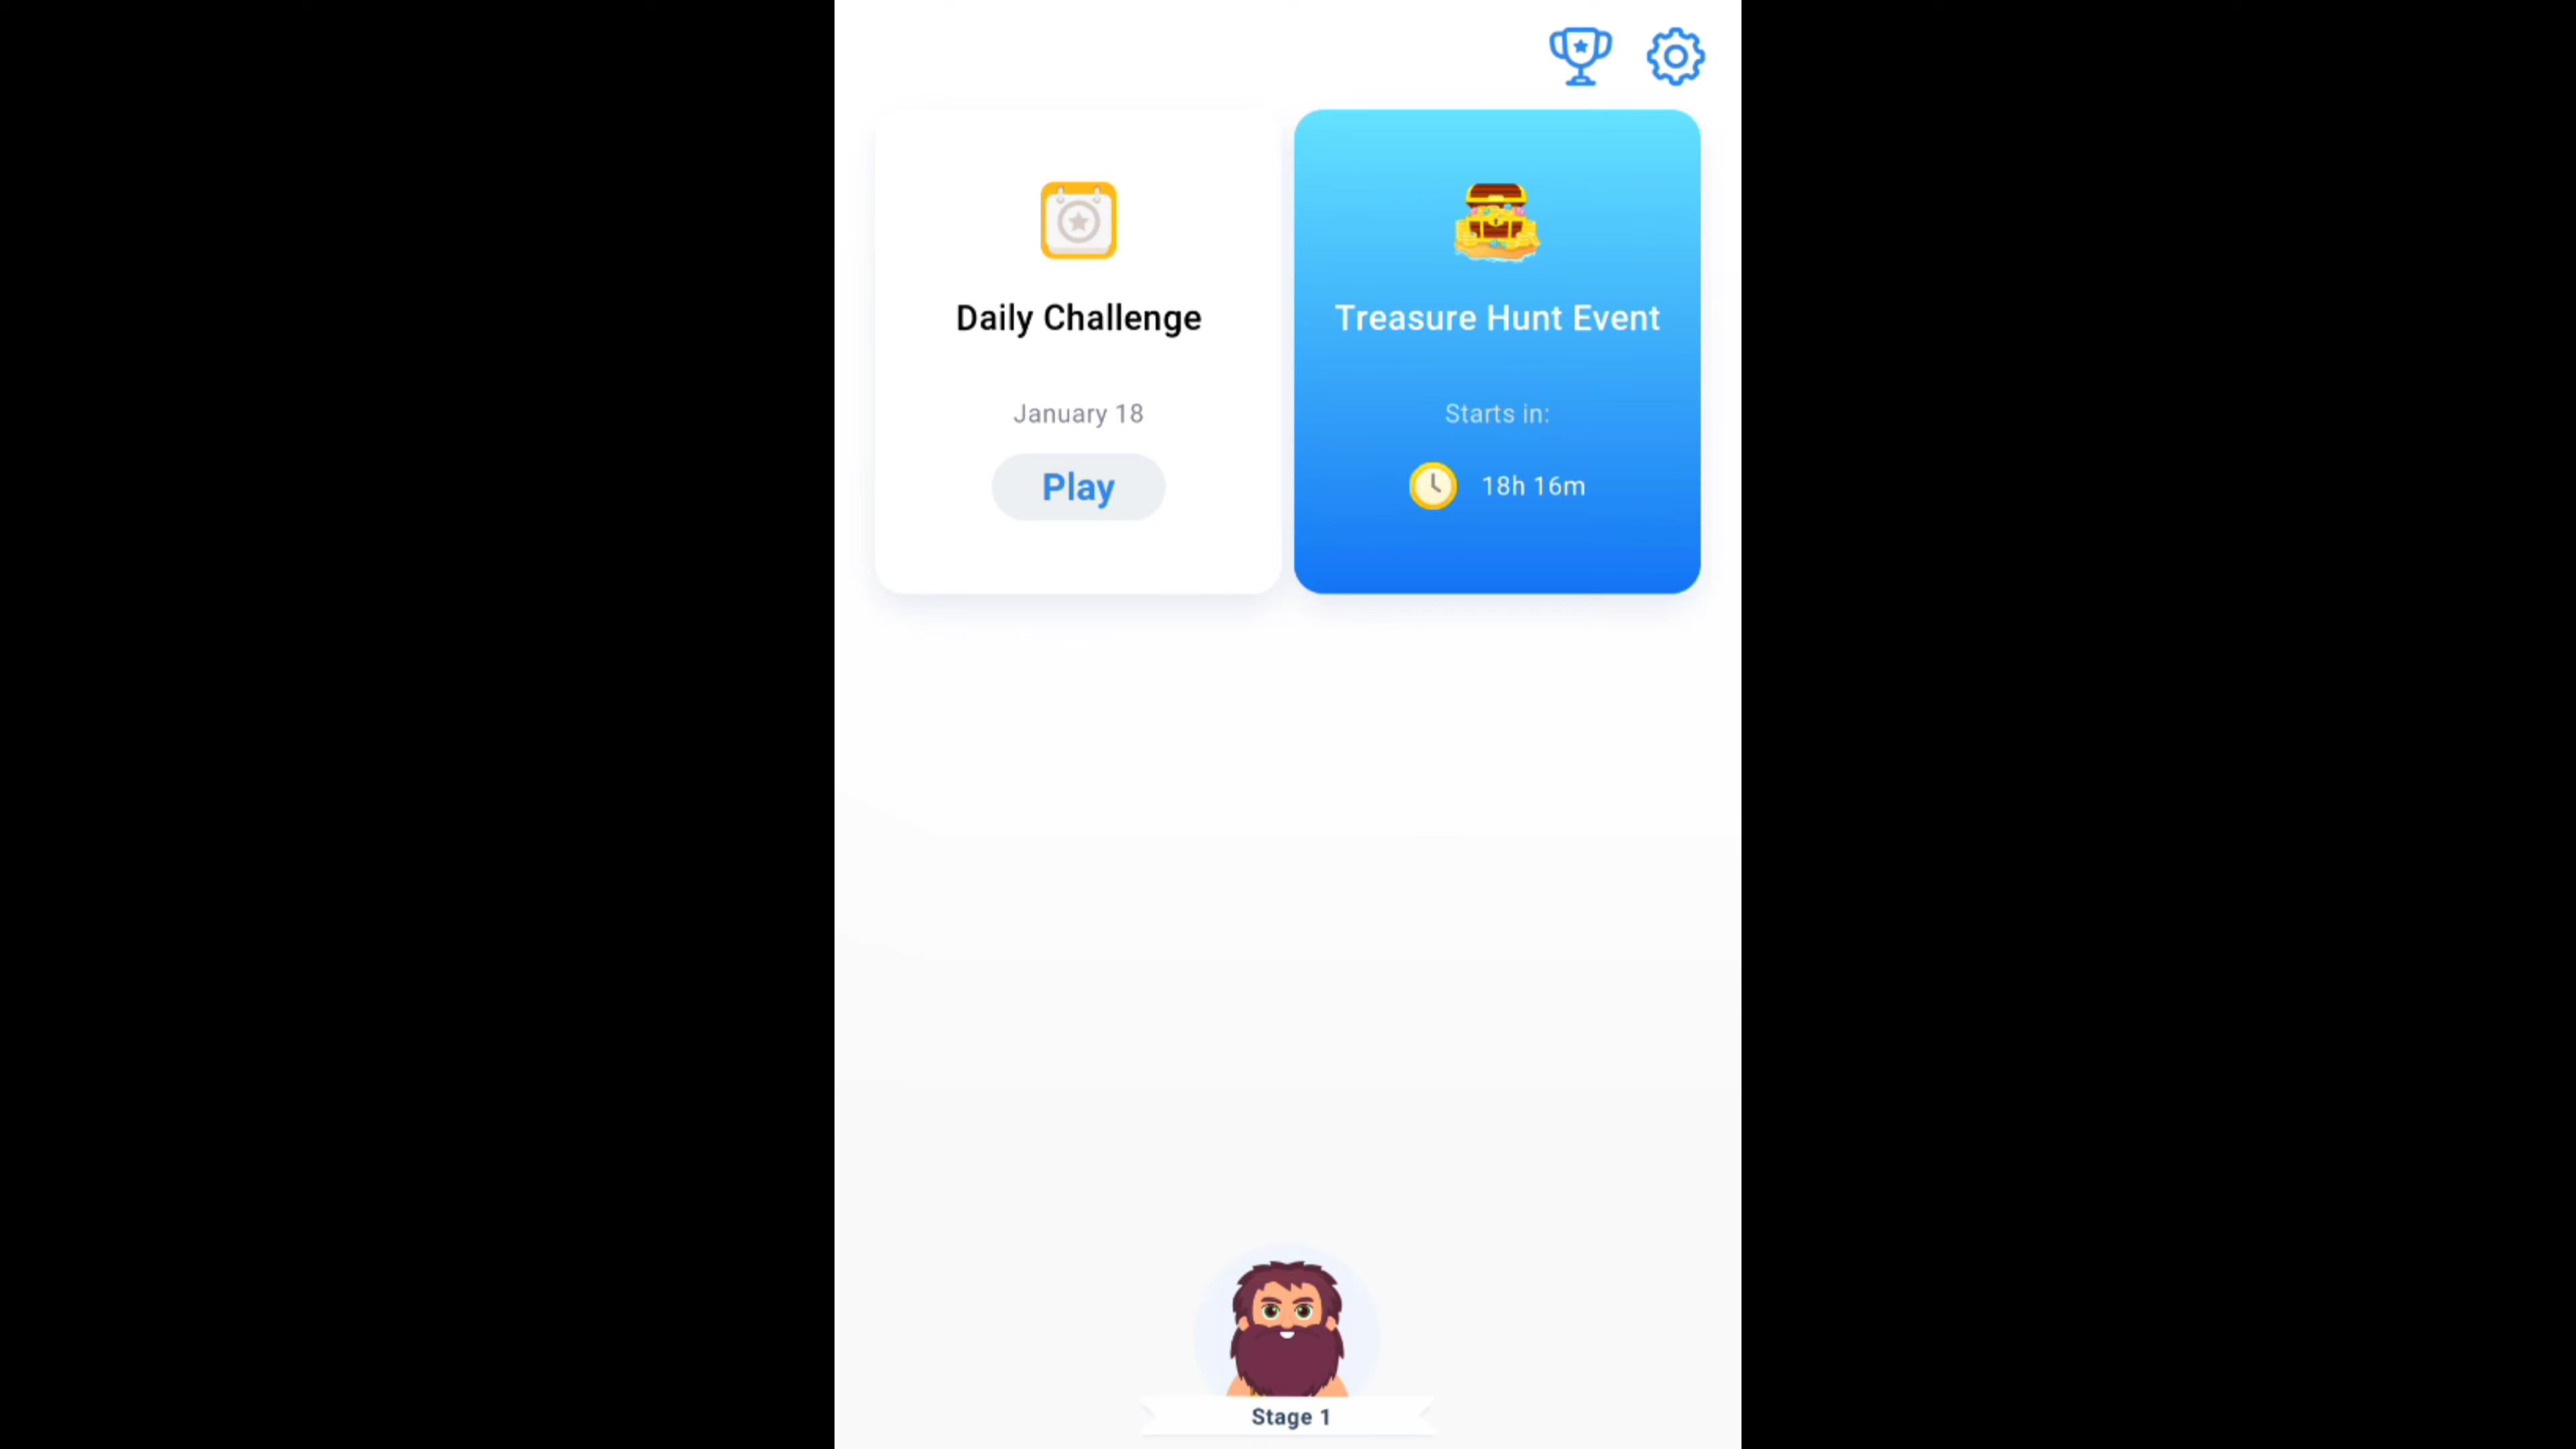 Daily Challenge
January 18
Play
Treasure Hunt Event
Starts in:
18h 16m
Stage 1